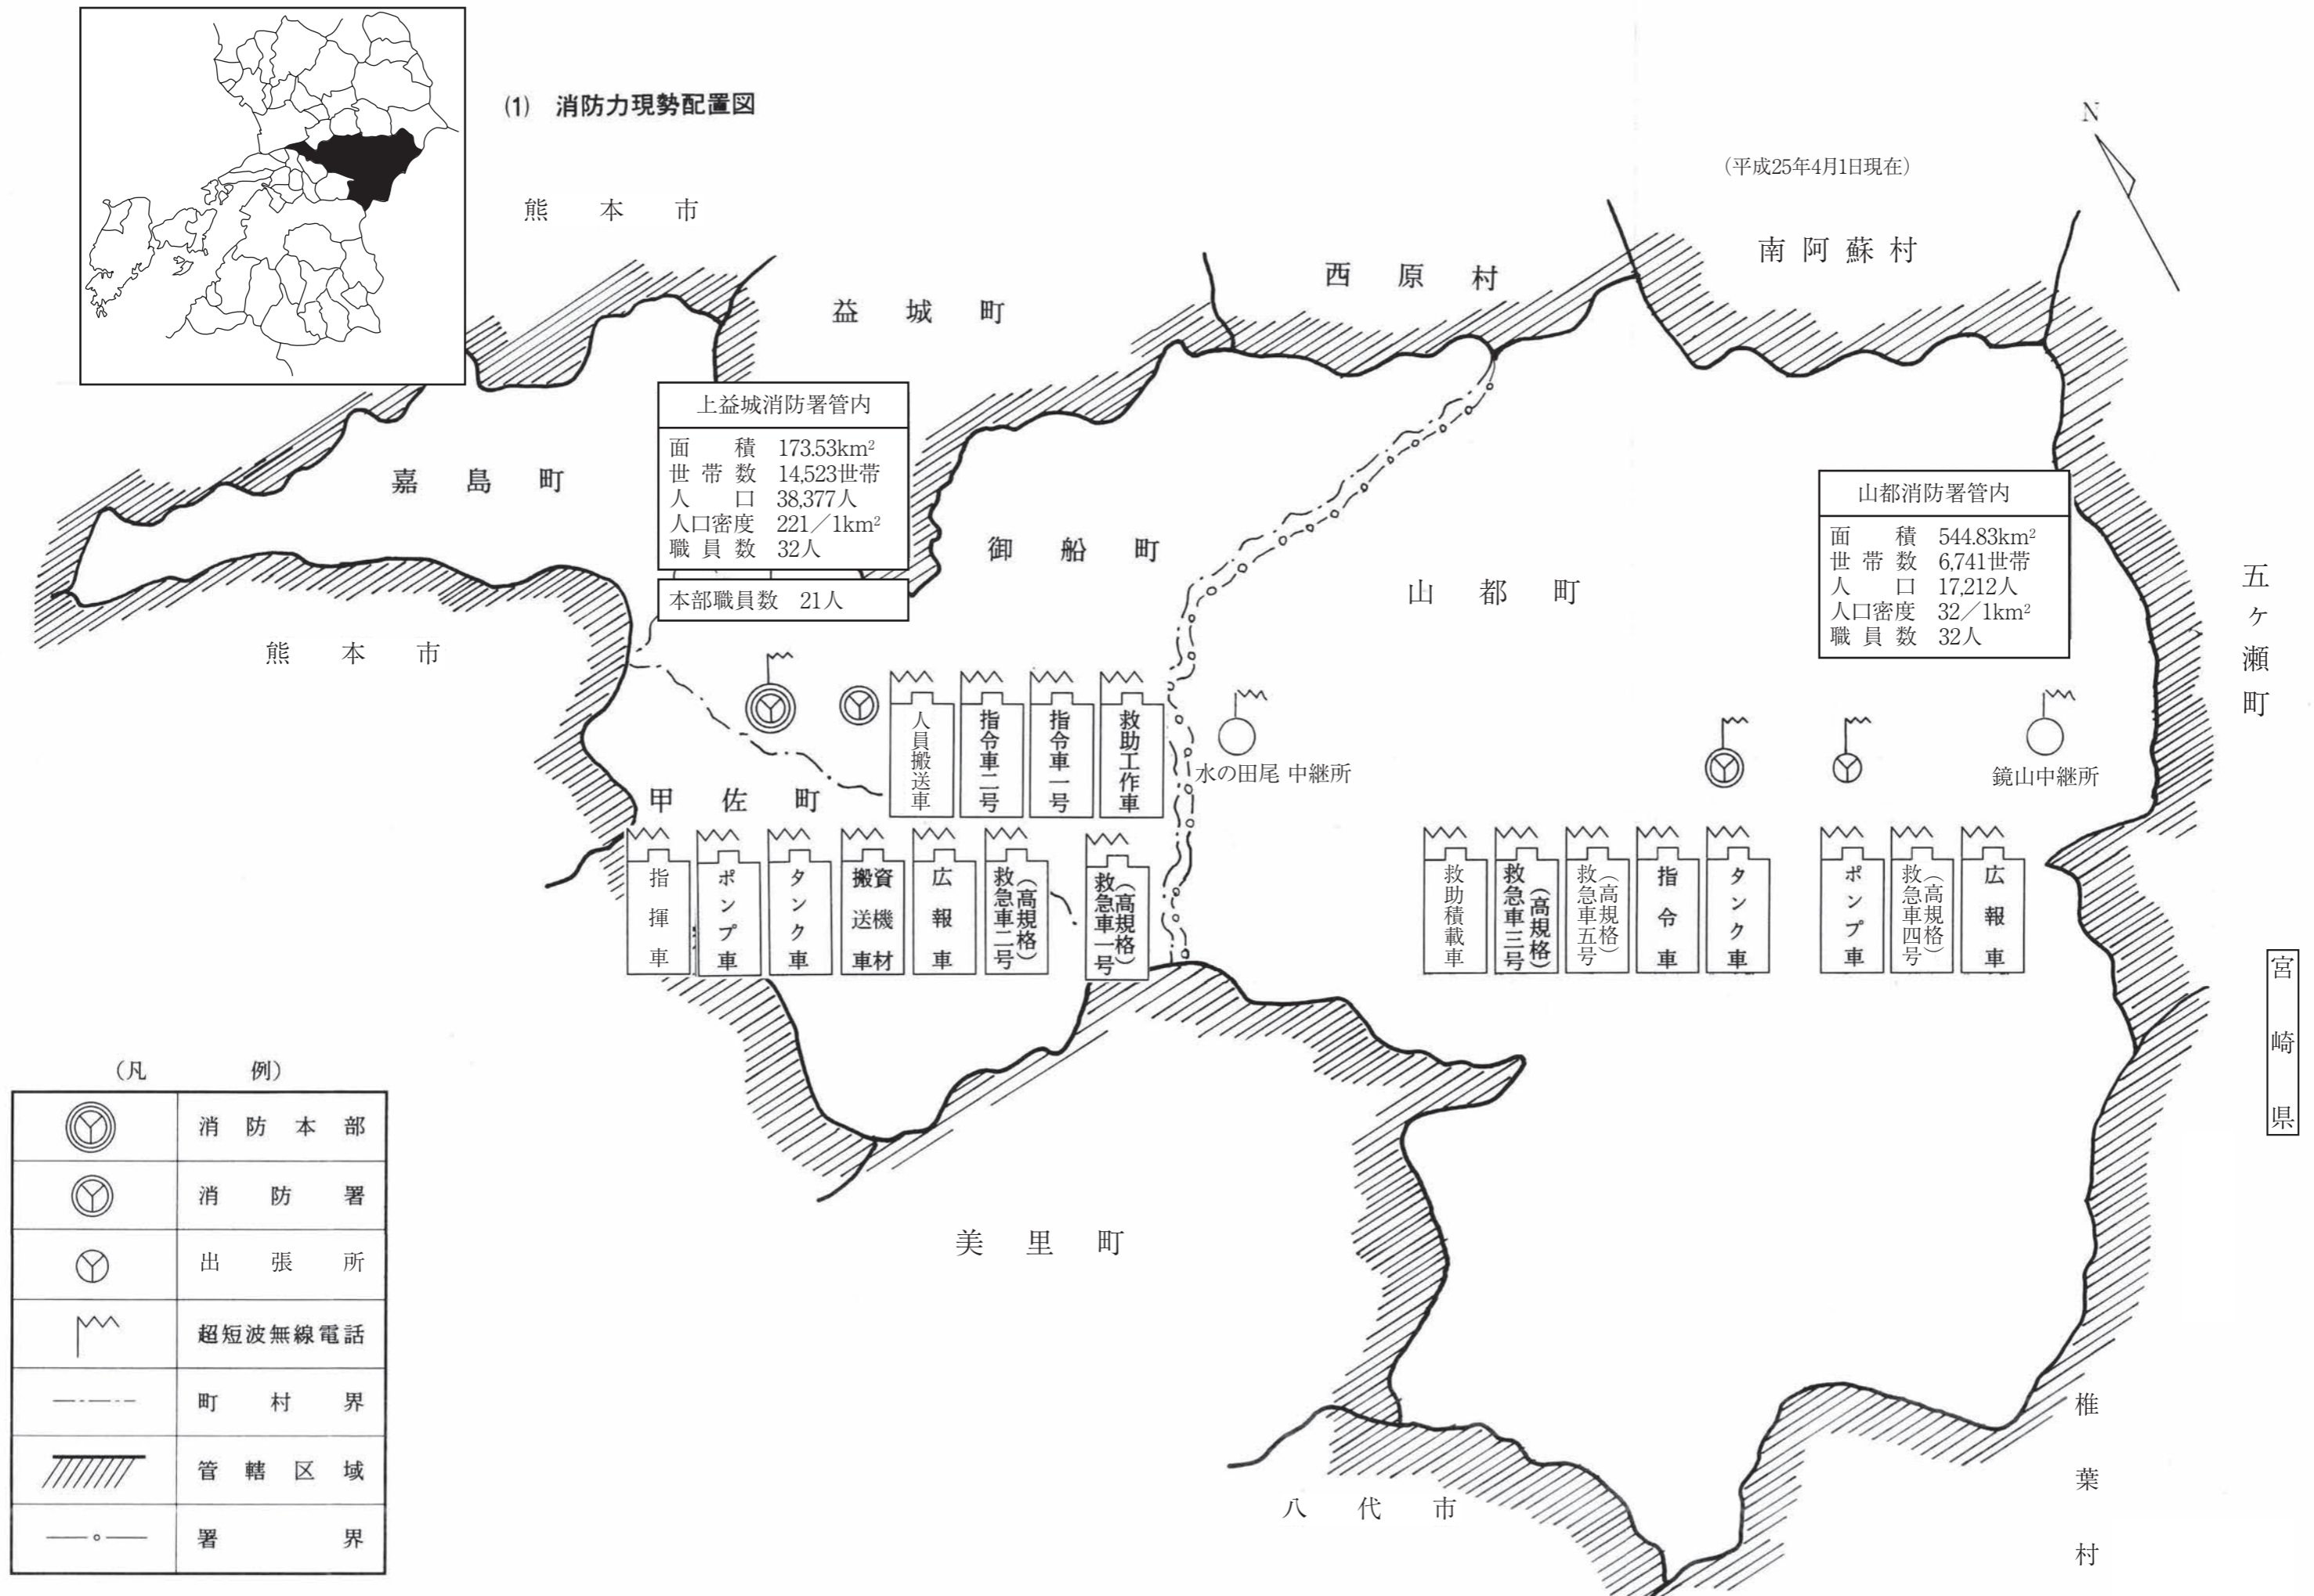 (1) 消防力現勢配置図
(平成25年4月1日現在)
N
熊本市
益城町
西原村
南阿蘇村
嘉島町
上益城消防署管内
面積 173.53km²
世帯数 14,523世帯
人口 38,377人
人口密度 221／1km²
職員数 32人
本部職員数 21人
御船町
山都町
山都消防署管内
面積 544.83km²
世帯数 6,741世帯
人口 17,212人
人口密度 32／1km²
職員数 32人
五ヶ瀬町
熊本市
甲佐町
人員搬送車
指令車二号
指令車一号
救助工作車
水の田尾 中継所
鏡山中継所
指揮車
ポンプ車
タンク車
資機材搬送車
広報車
救急車二号（高規格）
救急車一号（高規格）
救助積載車
救急車三号（高規格）
救急車五号（高規格）
指令車
タンク車
ポンプ車
救急車四号（高規格）
広報車
宮崎県
美里町
八代市
椎葉村
(凡例)
消防本部
消防署
出張所
超短波無線電話
町村界
管轄区域
署界